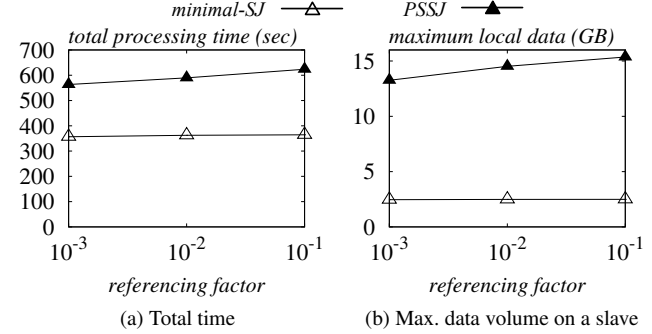 minimal-SJ PSSJ
total processing time (sec) maximum local data (GB)
700
600
500
400
300
200
100
0
10^-3 10^-2 10^-1
referencing factor
(a) Total time
15
10
5
0
10^-3 10^-2 10^-1
referencing factor
(b) Max. data volume on a slave